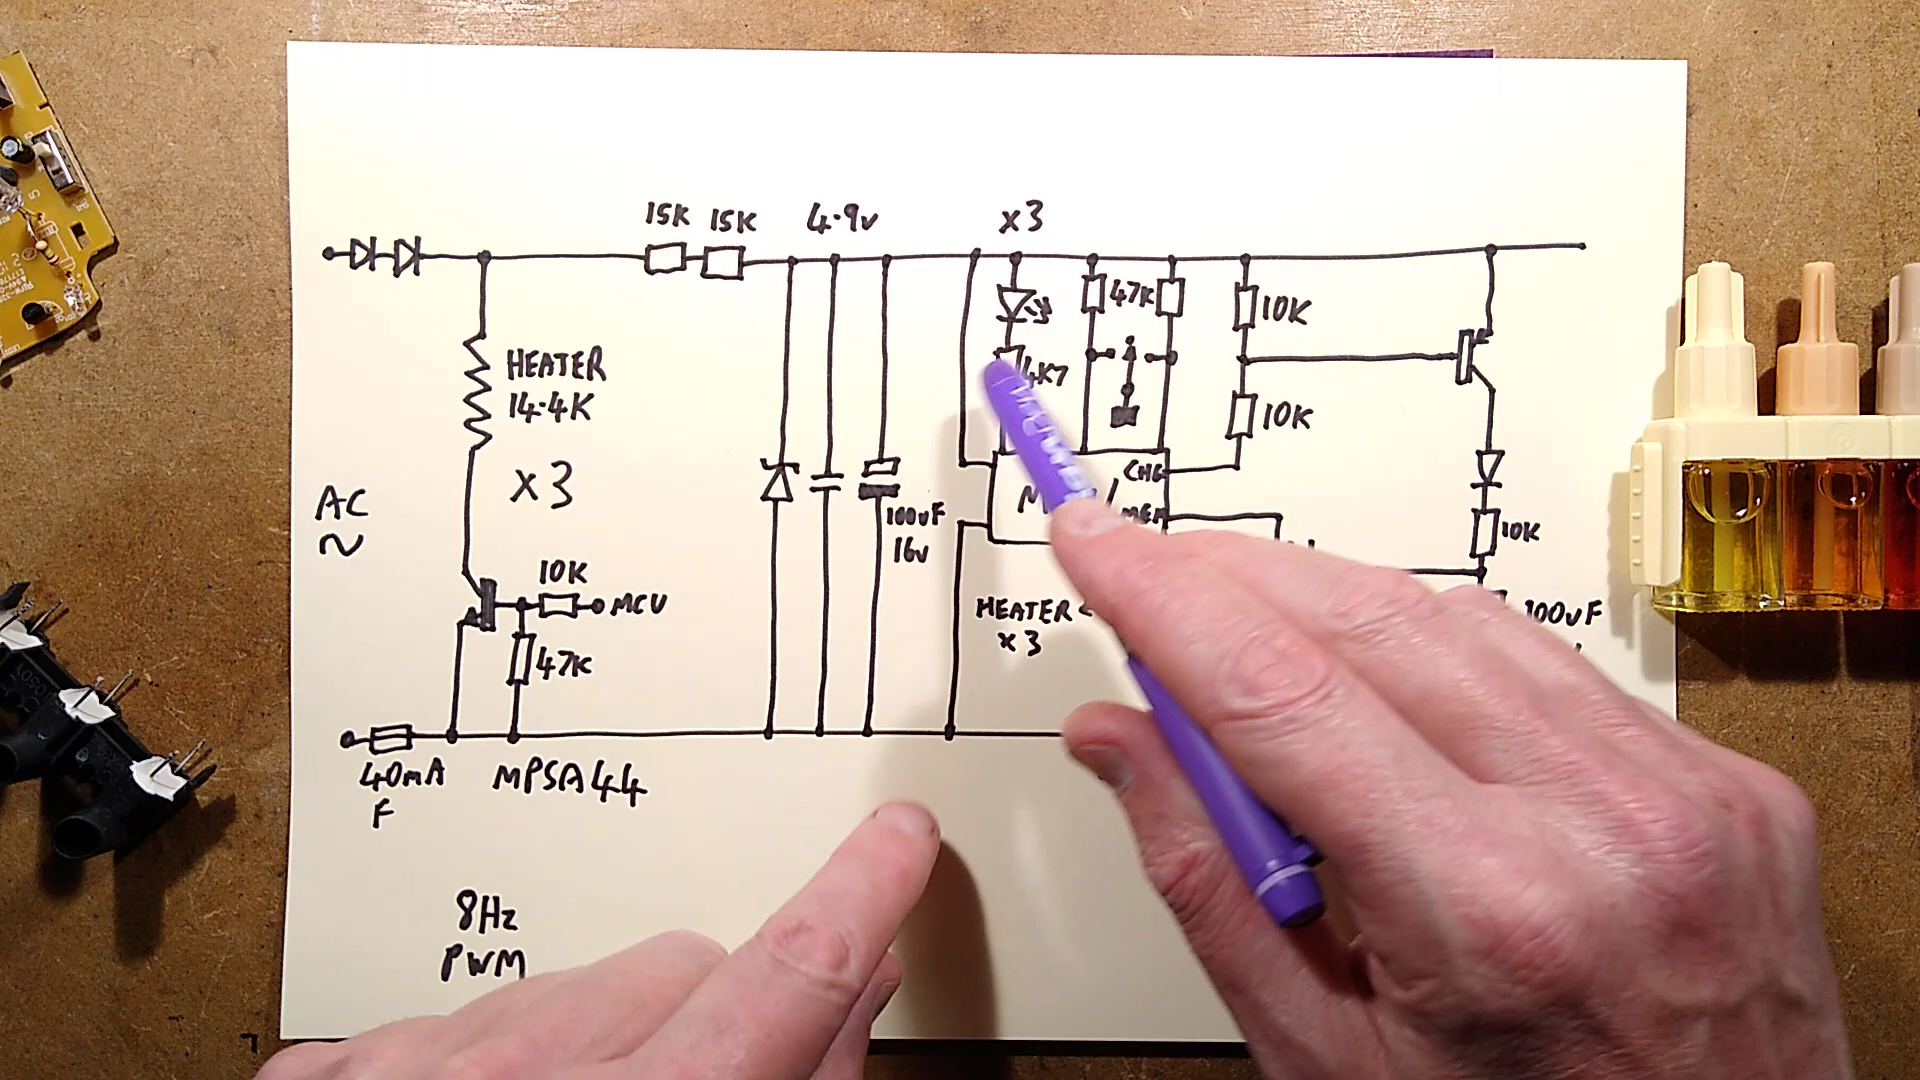 15K 15K 4.9v x3
47K 10K
HEATER
14.4K
4K7
10K
x3
CHG
AC
100uF
16v
10K
10K MCU
HEATER
x3
100uF
47K
40mA
F
MPSA44
8Hz
PWM